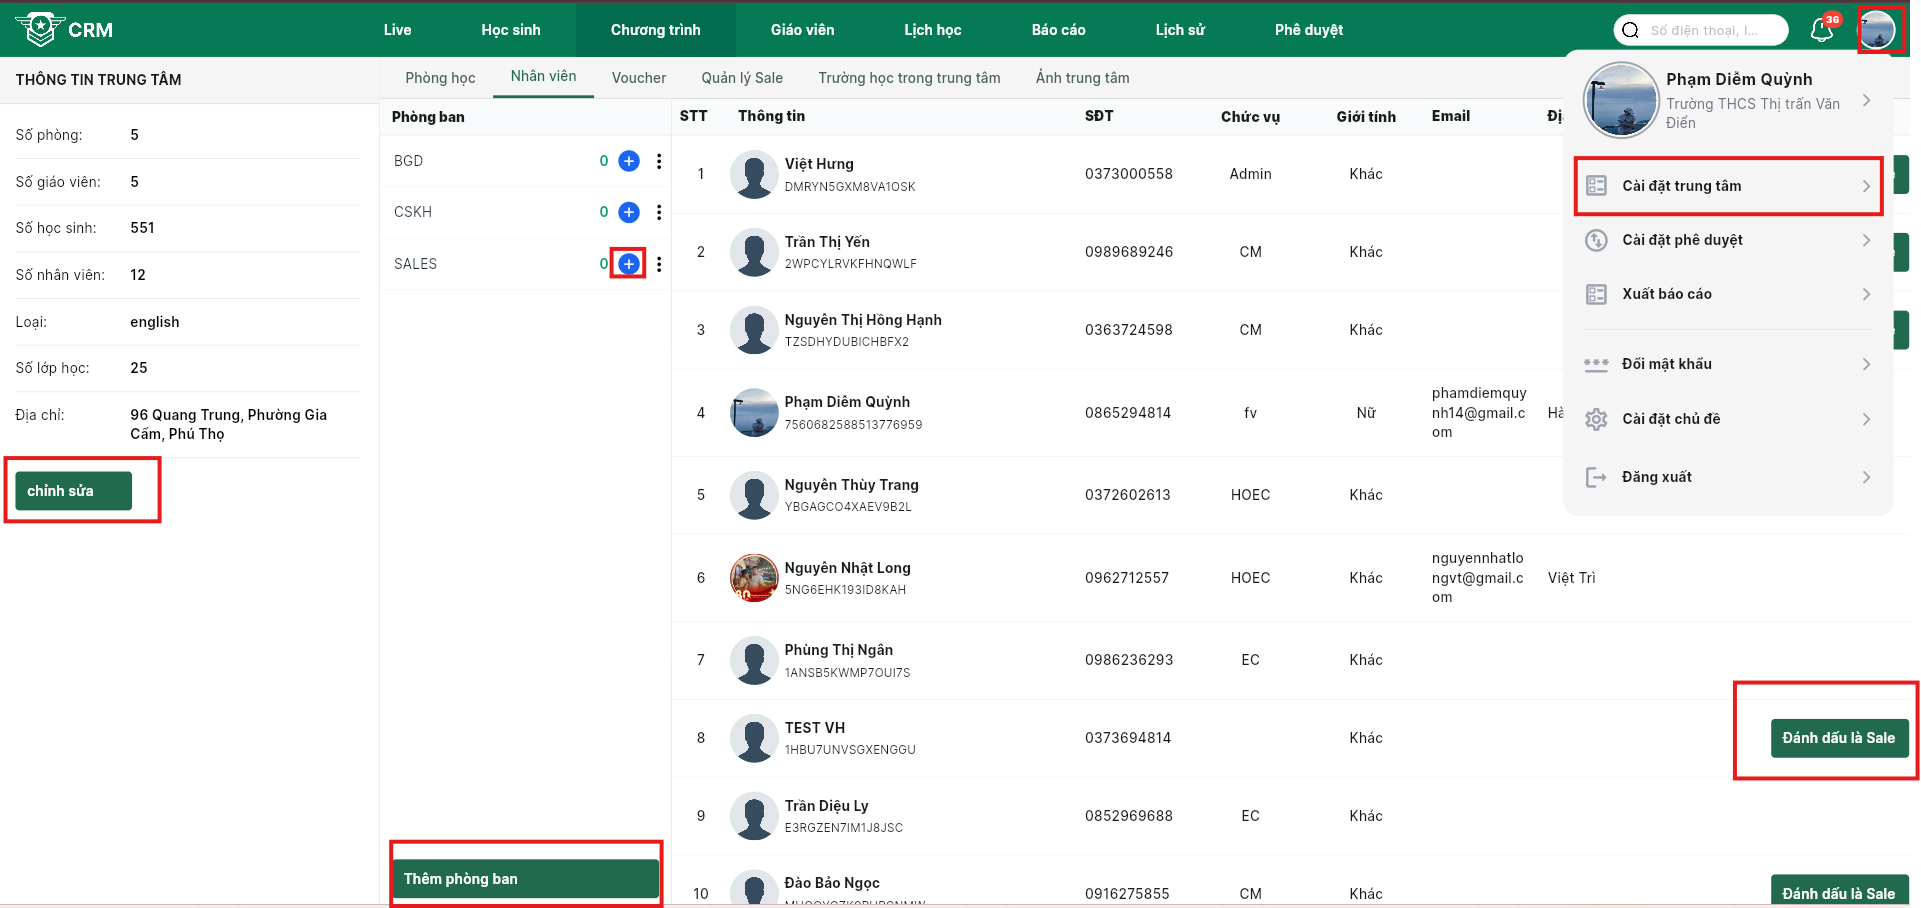 CRM
Live
Học sinh
Chương trình
Giáo viên
Lịch học
Báo cáo
Lịch sử
Phê duyệt
Số điện thoại, I...
36
THÔNG TIN TRUNG TÂM
Số phòng: 5
Số giáo viên: 5
Số học sinh: 551
Số nhân viên: 12
Loại: english
Số lớp học: 25
Địa chỉ: 96 Quang Trung, Phường Gia
Cẩm, Phú Thọ
chỉnh sửa
Phòng học
Nhân viên
Voucher
Quản lý Sale
Trường học trong trung tâm
Ảnh trung tâm
Phòng ban
BGD 0
CSKH 0
SALES 0
Thêm phòng ban
STT Thông tin SĐT Chức vụ Giới tính Email
1 Việt Hưng 0373000558 Admin Khác
DMRYN5GXM8VA1OSK
2 Trần Thị Yến 0989689246 CM Khác
2WPCYLRVKFHNQWLF
3 Nguyễn Thị Hồng Hạnh 0363724598 CM Khác
TZSDHYDUBICHBFX2
4 Phạm Diễm Quỳnh 0865294814 fv Nữ
7560682588513776959
phamdiemquy
nh14@gmail.c
om
5 Nguyễn Thùy Trang 0372602613 HOEC Khác
YBGAGCO4XAEV9B2L
6 Nguyễn Nhật Long 0962712557 HOEC Khác
5NG6EHK193ID8KAH
nguyennhatlo
ngvt@gmail.c
om
Việt Trì
7 Phùng Thị Ngân 0986236293 EC Khác
1ANSB5KWMP7OUI7S
8 TEST VH 0373694814 Khác Đánh dấu là Sale
1HBU7UNVSGXENGGU
9 Trần Diệu Ly 0852969688 EC Khác
E3RGZEN7IM1J8JSC
10 Đào Bảo Ngọc 0916275855 CM Khác Đánh dấu là Sale
Phạm Diễm Quỳnh
Trường THCS Thị trấn Văn
Điển
Cài đặt trung tâm
Cài đặt phê duyệt
Xuất báo cáo
Đổi mật khẩu
Cài đặt chủ đề
Đăng xuất